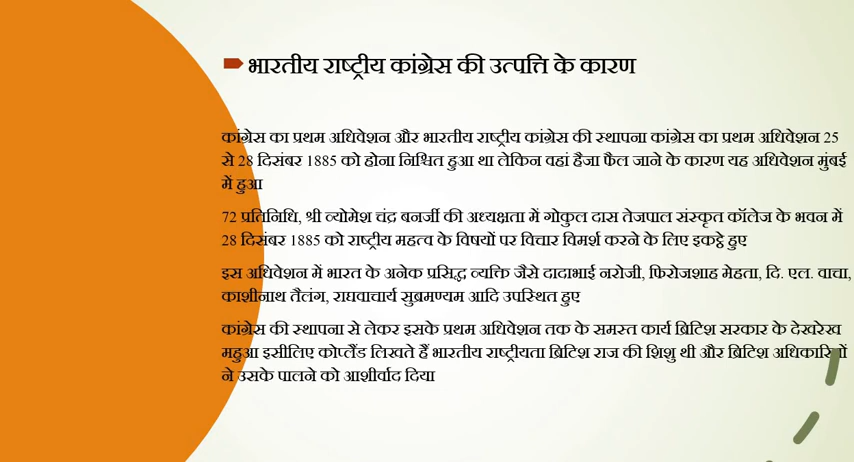 भारतीय राष्ट्रीय कांग्रेस की उत्पत्ति के कारण
कांग्रेस का प्रथम अधिवेशन और भारतीय राष्ट्रीय कांग्रेस की स्थापना कांग्रेस का प्रथम अधिवेशन 25
से 28 दिसंबर 1885 को होना निश्चित हुआ था लेकिन वहां हैजा फैल जाने के कारण यह अधिवेशन मुंबई
में हुआ
72 प्रतिनिधि, श्री व्योमेश चंद्र बनर्जी की अध्यक्षता में गोकुल दास तेजपाल संस्कृत कॉलेज के भवन में
28 दिसंबर 1885 को राष्ट्रीय महत्व के विषयों पर विचार विमर्श करने के लिए इकट्ठे हुए
इस अधिवेशन में भारत के अनेक प्रसिद्ध व्यक्ति जैसे दादाभाई नरोजी, फिरोजशाह मेहता, दि. एल. वाचा,
काशीनाथ तैलंग, राघवाचार्य सुब्रमण्यम आदि उपस्थित हुए
कांग्रेस की स्थापना से लेकर इसके प्रथम अधिवेशन तक के समस्त कार्य ब्रिटिश सरकार के देखरेख
महुआ इसीलिए कोप्लैंड लिखते हैं भारतीय राष्ट्रीयता ब्रिटिश राज की शिशु थी और ब्रिटिश अधिकारियों
ने उसके पालने को आशीर्वाद दिया